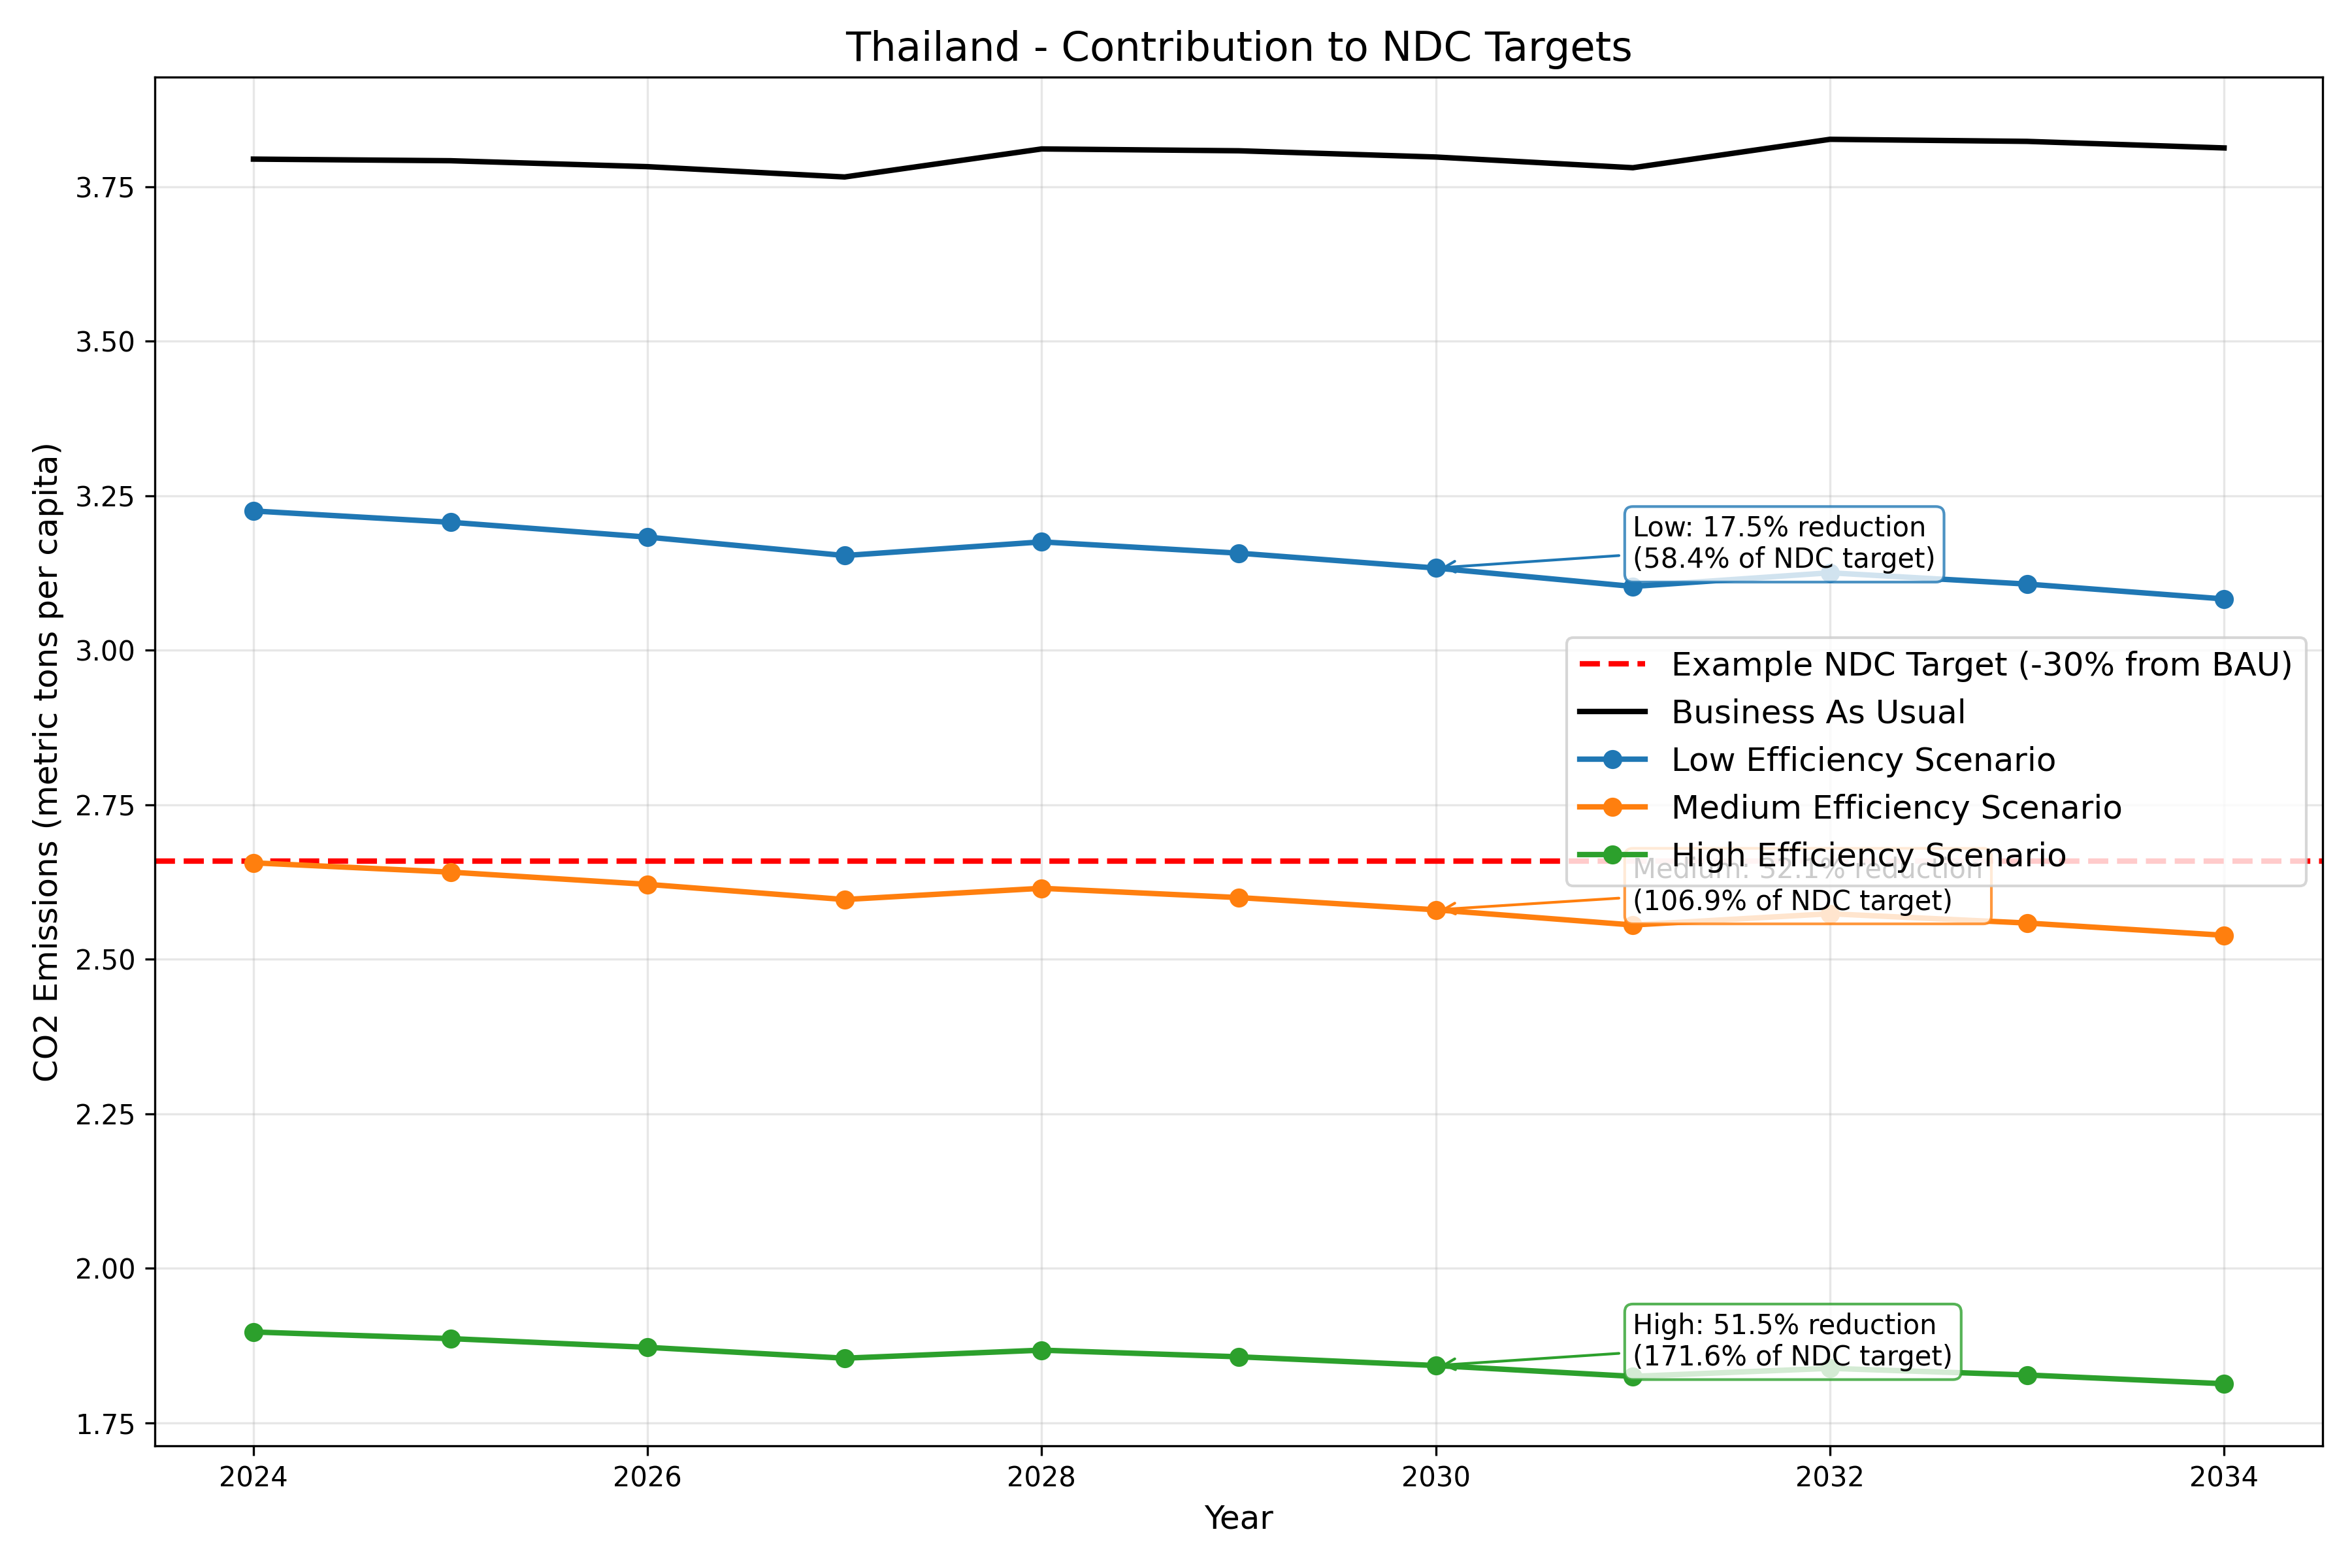 Thailand - Contribution to NDC Targets
CO2 Emissions (metric tons per capita)
3.75
3.50
3.25
3.00
2.75
2.50
2.25
2.00
1.75
Low: 17.5% reduction
(58.4% of NDC target)
Example NDC Target (-30% from BAU)
Business As Usual
Low Efficiency Scenario
Medium Efficiency Scenario
High Efficiency Scenario
Medium: 32.1% reduction
(106.9% of NDC target)
High: 51.5% reduction
(171.6% of NDC target)
2024
2026
2028
2030
2032
2034
Year